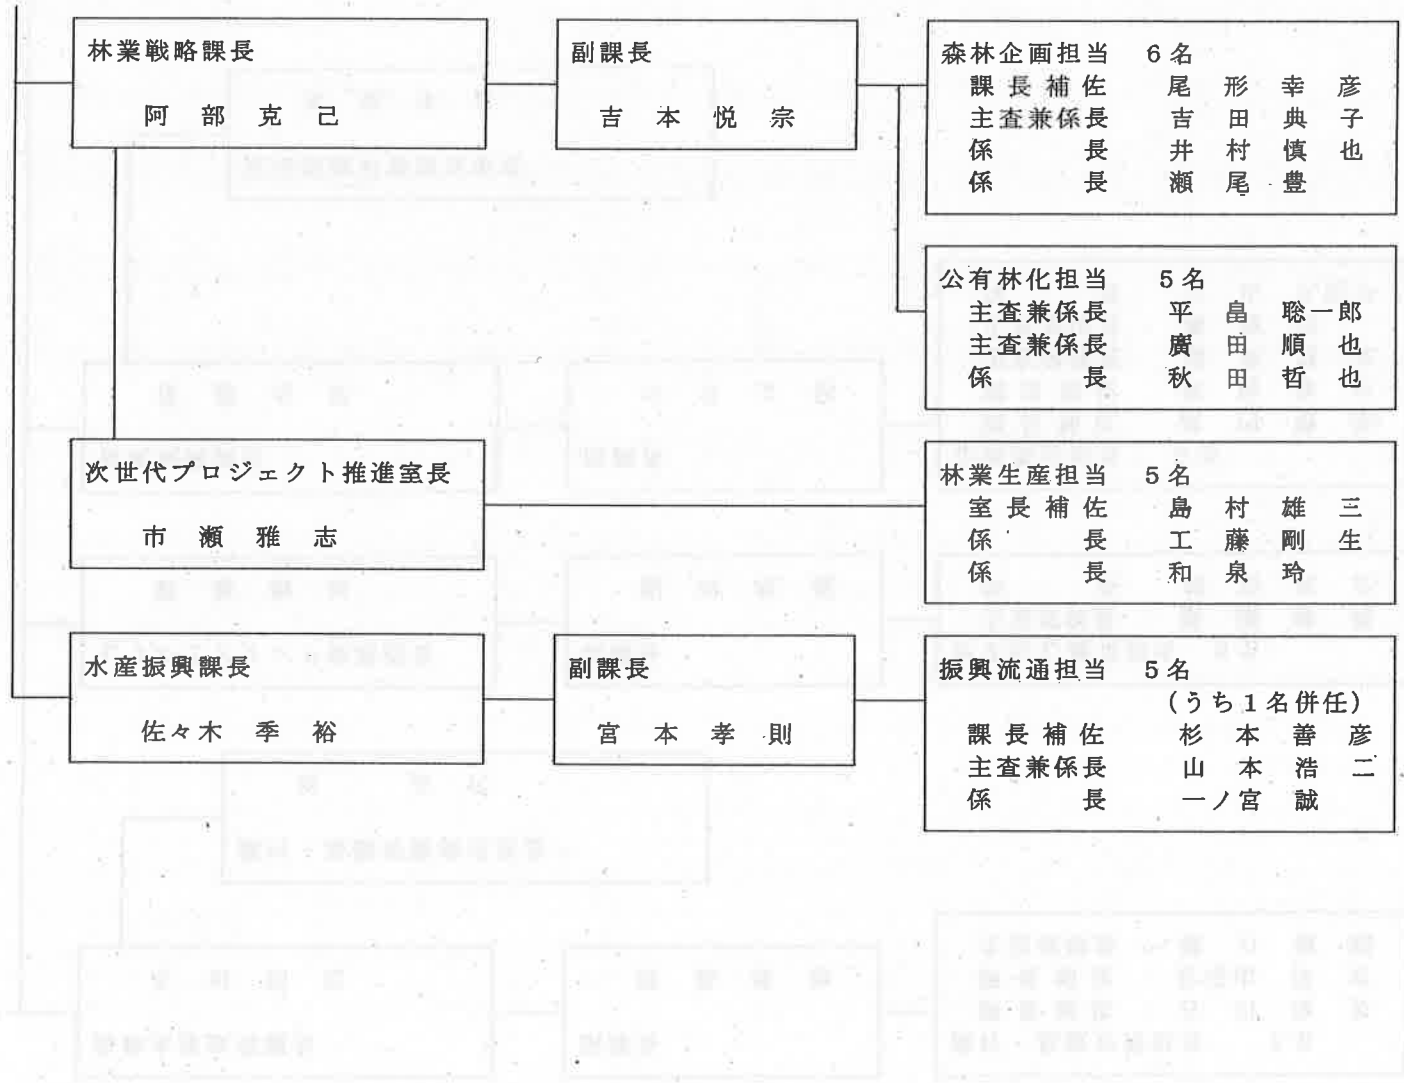 林業戦略課長
阿部克己
副課長
吉本悦宗
森林企画担当 6名
課長補佐 尾形幸彦
主査兼係長 吉田典子
係長 井村慎也
係長 瀬尾豊
公有林化担当 5名
主査兼係長 平畠聡一郎
主査兼係長 廣田順也
係長 秋田哲也
次世代プロジェクト推進室長
市瀬雅志
林業生産担当 5名
室長補佐 島村雄三
係長 工藤剛生
係長 和泉玲
水産振興課長
佐々木季裕
副課長
宮本孝則
振興流通担当 5名
(うち1名併任)
課長補佐 杉本善彦
主査兼係長 山本浩二
係長 一ノ宮誠